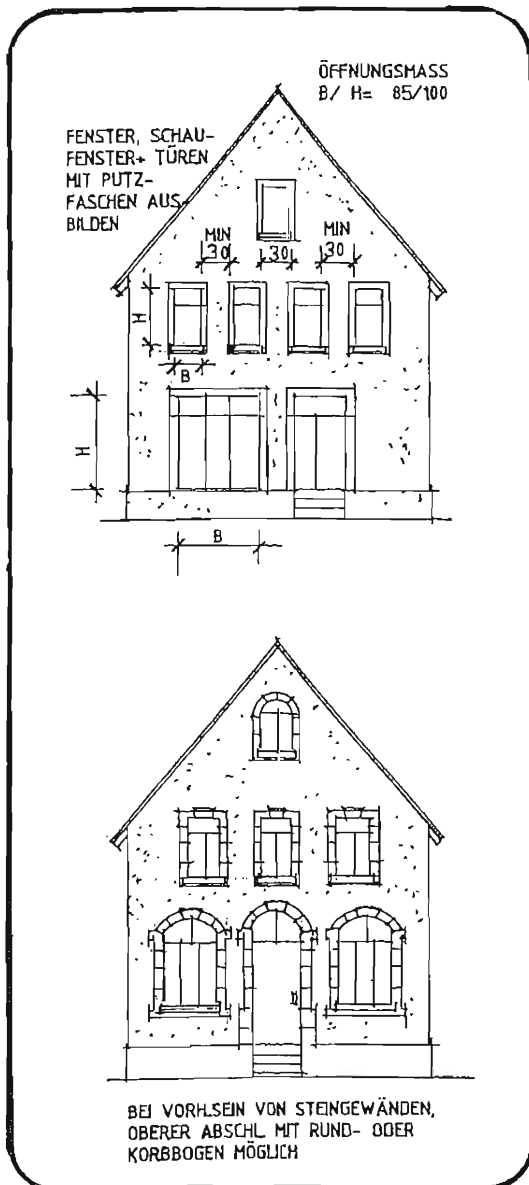 ÖFFNUNGSMASS
B/ H= 85/100
FENSTER, SCHAU-
FENSTER+ TÜREN
MIT PUTZ-
FASCHEN AUS-
BILDEN
MIN
30
30
MIN
30
H
B
H
B
BEI VORH.SEIN VON STEINGEWÄNDEN,
OBERER ABSCHL. MIT RUND- ODER
KORBBOGEN MÖGLICH